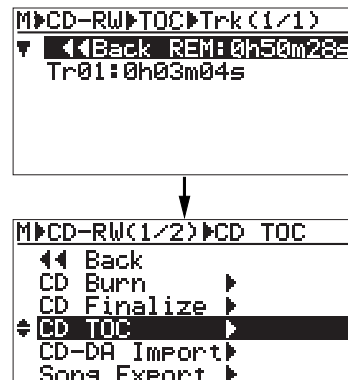 M▶CD-RW▶TOC▶Trk(1/1)
▼ ◀◀Back REM:0h50m28s
Tr01:0h03m04s
M▶CD-RW(1/2)▶CD TOC
◀◀ Back
CD Burn ▶
CD Finalize ▶
CD TOC ▶
CD-DA Import▶
Song Export ▶